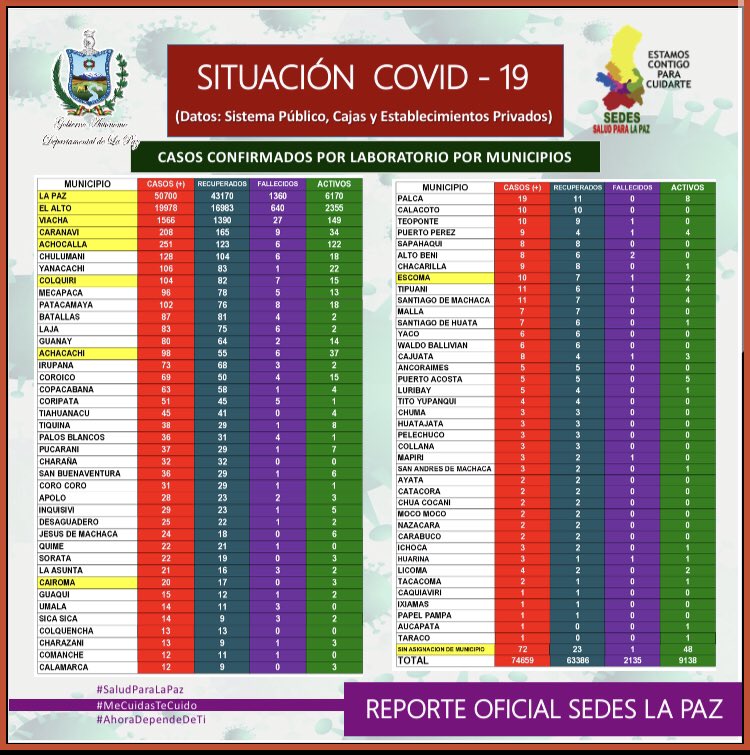 Gobierno Autónomo
Departamental de La Paz
SITUACIÓN COVID - 19
(Datos: Sistema Público, Cajas y Establecimientos Privados)
ESTAMOS
CONTIGO
PARA
CUIDARTE
SEDES
SALUD PARA LA PAZ
CASOS CONFIRMADOS POR LABORATORIO POR MUNICIPIOS
MUNICIPIO CASOS (+) RECUPERADOS FALLECIDOS ACTIVOS
LA PAZ 50700 43170 1360 6170
EL ALTO 19978 16983 640 2355
VIACHA 1566 1390 27 149
CARANAVI 208 165 9 34
ACHOCALLA 251 123 6 122
CHULUMANI 128 104 6 18
YANACACHI 106 83 1 22
COLQUIRI 104 82 7 15
MECAPACA 96 78 5 13
PATACAMAYA 102 76 8 18
BATALLAS 87 81 4 2
LAJA 83 75 6 2
GUANAY 80 64 2 14
ACHACACHI 98 55 6 37
IRUPANA 73 68 3 2
COROICO 69 50 4 15
COPACABANA 63 58 1 4
CORIPATA 51 45 5 1
TIAHUANACU 45 41 0 4
TIQUINA 38 29 1 8
PALOS BLANCOS 36 31 4 1
PUCARANI 37 29 1 7
CHARAÑA 32 32 0 0
SAN BUENAVENTURA 36 29 1 6
CORO CORO 31 29 1 1
APOLO 28 23 2 3
INQUISIVI 29 23 1 5
DESAGUADERO 25 22 1 2
JESUS DE MACHACA 24 18 0 6
QUIME 22 21 1 0
SORATA 22 19 0 3
LA ASUNTA 21 16 3 2
CAIROMA 20 17 0 3
GUAQUI 15 12 1 2
UMALA 14 11 3 0
SICA SICA 14 9 3 2
COLQUENCHA 13 13 0 0
CHARAZANI 13 9 1 3
COMANCHE 12 11 1 0
CALAMARCA 12 9 0 3
MUNICIPIO CASOS (+) RECUPERADOS FALLECIDOS ACTIVOS
PALCA 19 11 0 8
CALACOTO 10 10 0 0
TEOPONTE 10 9 1 0
PUERTO PEREZ 9 4 1 4
SAPAHAQUI 8 8 0 0
ALTO BENI 8 6 2 0
CHACARILLA 9 8 0 1
ESCOMA 10 7 1 2
TIPUANI 11 6 1 4
SANTIAGO DE MACHACA 11 7 0 4
MALLA 7 7 0 0
SANTIAGO DE HUATA 7 6 0 1
YACO 6 6 0 0
WALDO BALLIVIAN 6 6 0 0
CAJUATA 8 4 1 3
ANCORAIMES 5 5 0 0
PUERTO ACOSTA 5 5 0 5
LURIBAY 5 4 0 1
TITO YUPANQUI 4 4 0 0
CHUMA 3 3 0 0
HUATAJATA 3 3 0 0
PELECHUCO 3 3 0 0
COLLANA 3 3 0 0
MAPIRI 3 2 1 0
SAN ANDRES DE MACHACA 3 2 0 1
AYATA 2 2 0 0
CATACORA 2 2 0 0
CHUA COCANI 2 2 0 0
MOCO MOCO 2 2 0 0
NAZACARA 2 2 0 0
CARABUCO 2 2 0 0
ICHOCA 3 2 0 1
HUARINA 3 1 1 1
LICOMA 4 2 0 2
TACACOMA 2 1 0 1
CAQUIAVIRI 1 1 0 0
IXIAMAS 1 1 0 0
PAPEL PAMPA 1 1 0 0
AUCAPATA 1 0 0 1
TARACO 1 0 0 1
SIN ASIGNACION DE MUNICIPIO 72 23 1 48
TOTAL 74659 63386 2135 9138
#SaludParaLaPaz
#MeCuidasTeCuido
#AhoraDependeDeTi
REPORTE OFICIAL SEDES LA PAZ